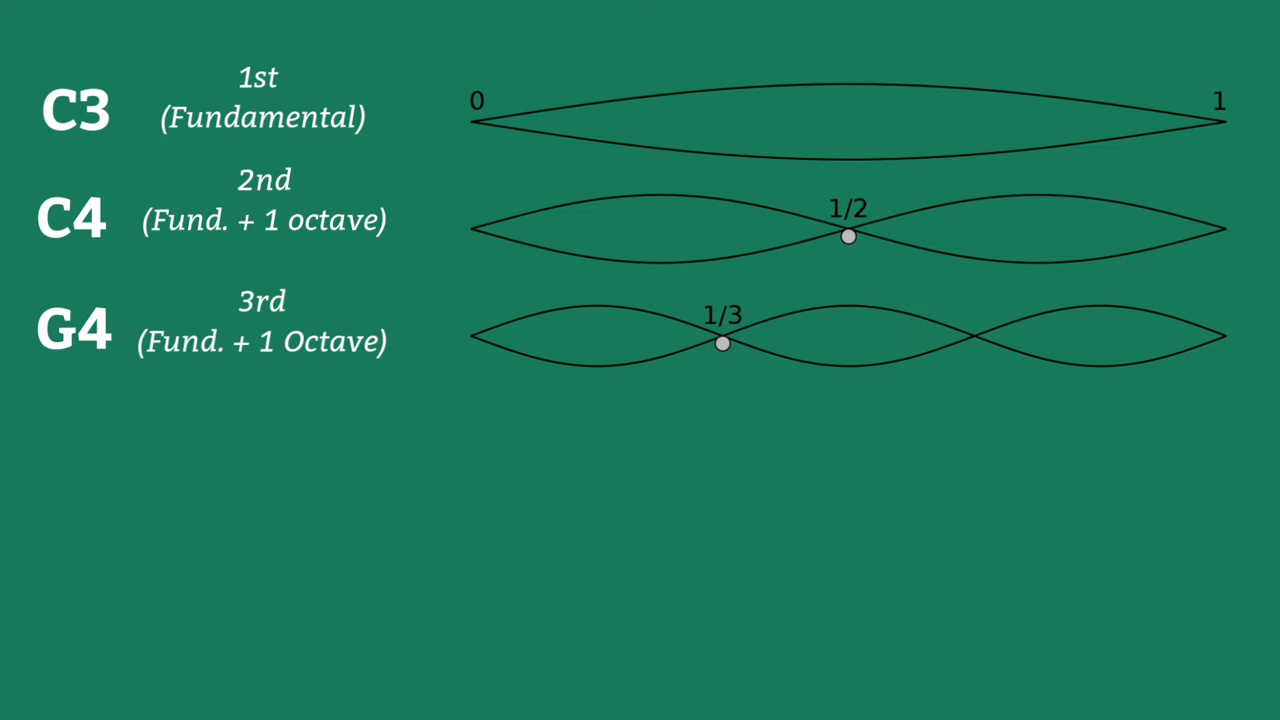 C3
1st
(Fundamental)
0
1
C4
2nd
(Fund. + 1 octave)
1/2
G4
3rd
(Fund. + 1 Octave)
1/3